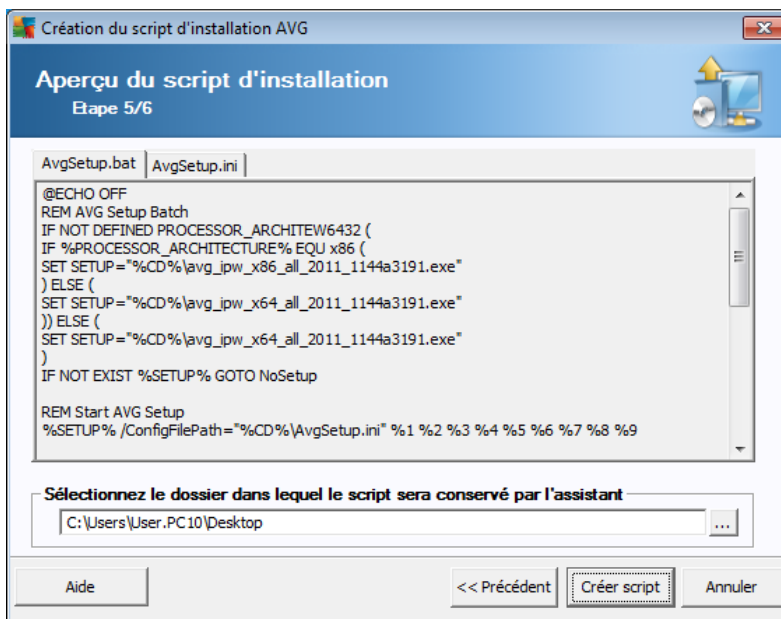 Création du script d'installation AVG
Aperçu du script d'installation
Etape 5/6
AvgSetup.bat
AvgSetup.ini
@ECHO OFF
REM AVG Setup Batch
IF NOT DEFINED PROCESSOR_ARCHITEW6432 (
IF %PROCESSOR_ARCHITECTURE% EQU x86 (
SET SETUP="%CD%\avg_ipw_x86_all_2011_1144a3191.exe"
) ELSE (
SET SETUP="%CD%\avg_ipw_x64_all_2011_1144a3191.exe"
)) ELSE (
SET SETUP="%CD%\avg_ipw_x64_all_2011_1144a3191.exe"
)
IF NOT EXIST %SETUP% GOTO NoSetup
REM Start AVG Setup
%SETUP% /ConfigFilePath="%CD%\AvgSetup.ini" %1 %2 %3 %4 %5 %6 %7 %8 %9
Sélectionnez le dossier dans lequel le script sera conservé par l'assistant
C:\Users\User.PC10\Desktop
...
Aide
<< Précédent
Créer script
Annuler